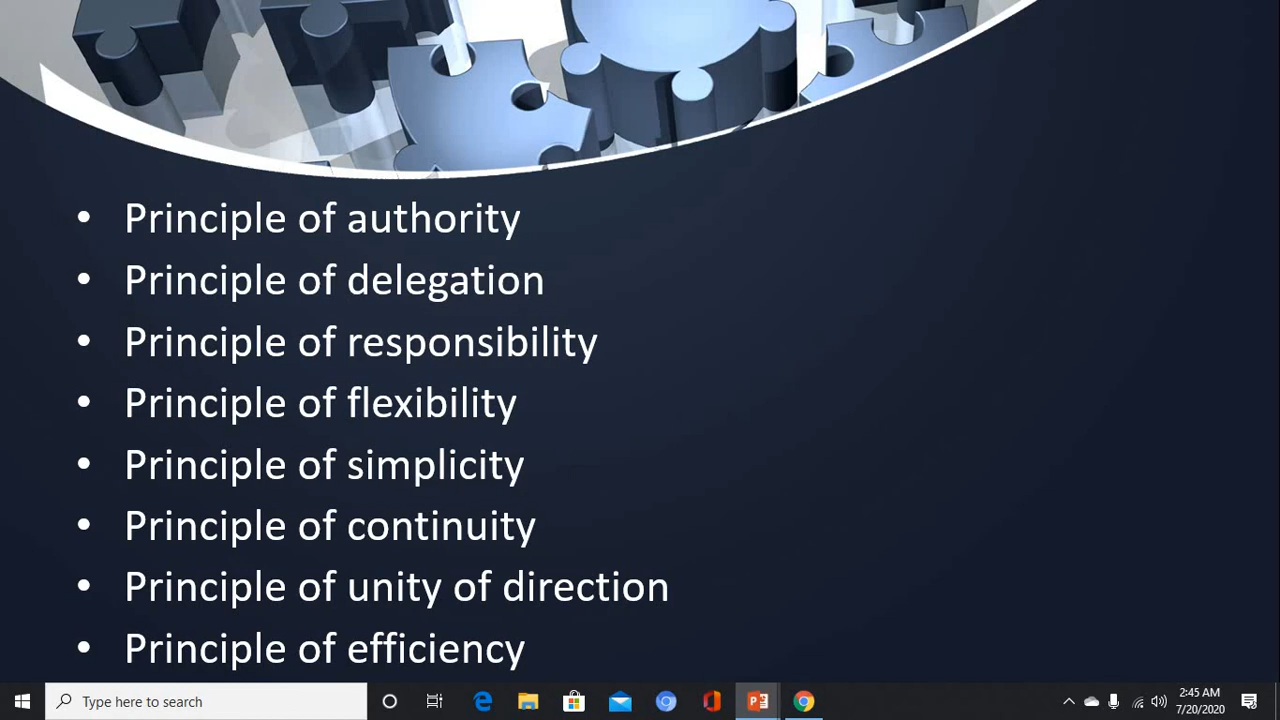 • Principle of authority
• Principle of delegation
• Principle of responsibility
• Principle of flexibility
• Principle of simplicity
• Principle of continuity
• Principle of unity of direction
• Principle of efficiency
Type here to search
2:45 AM
7/20/2020